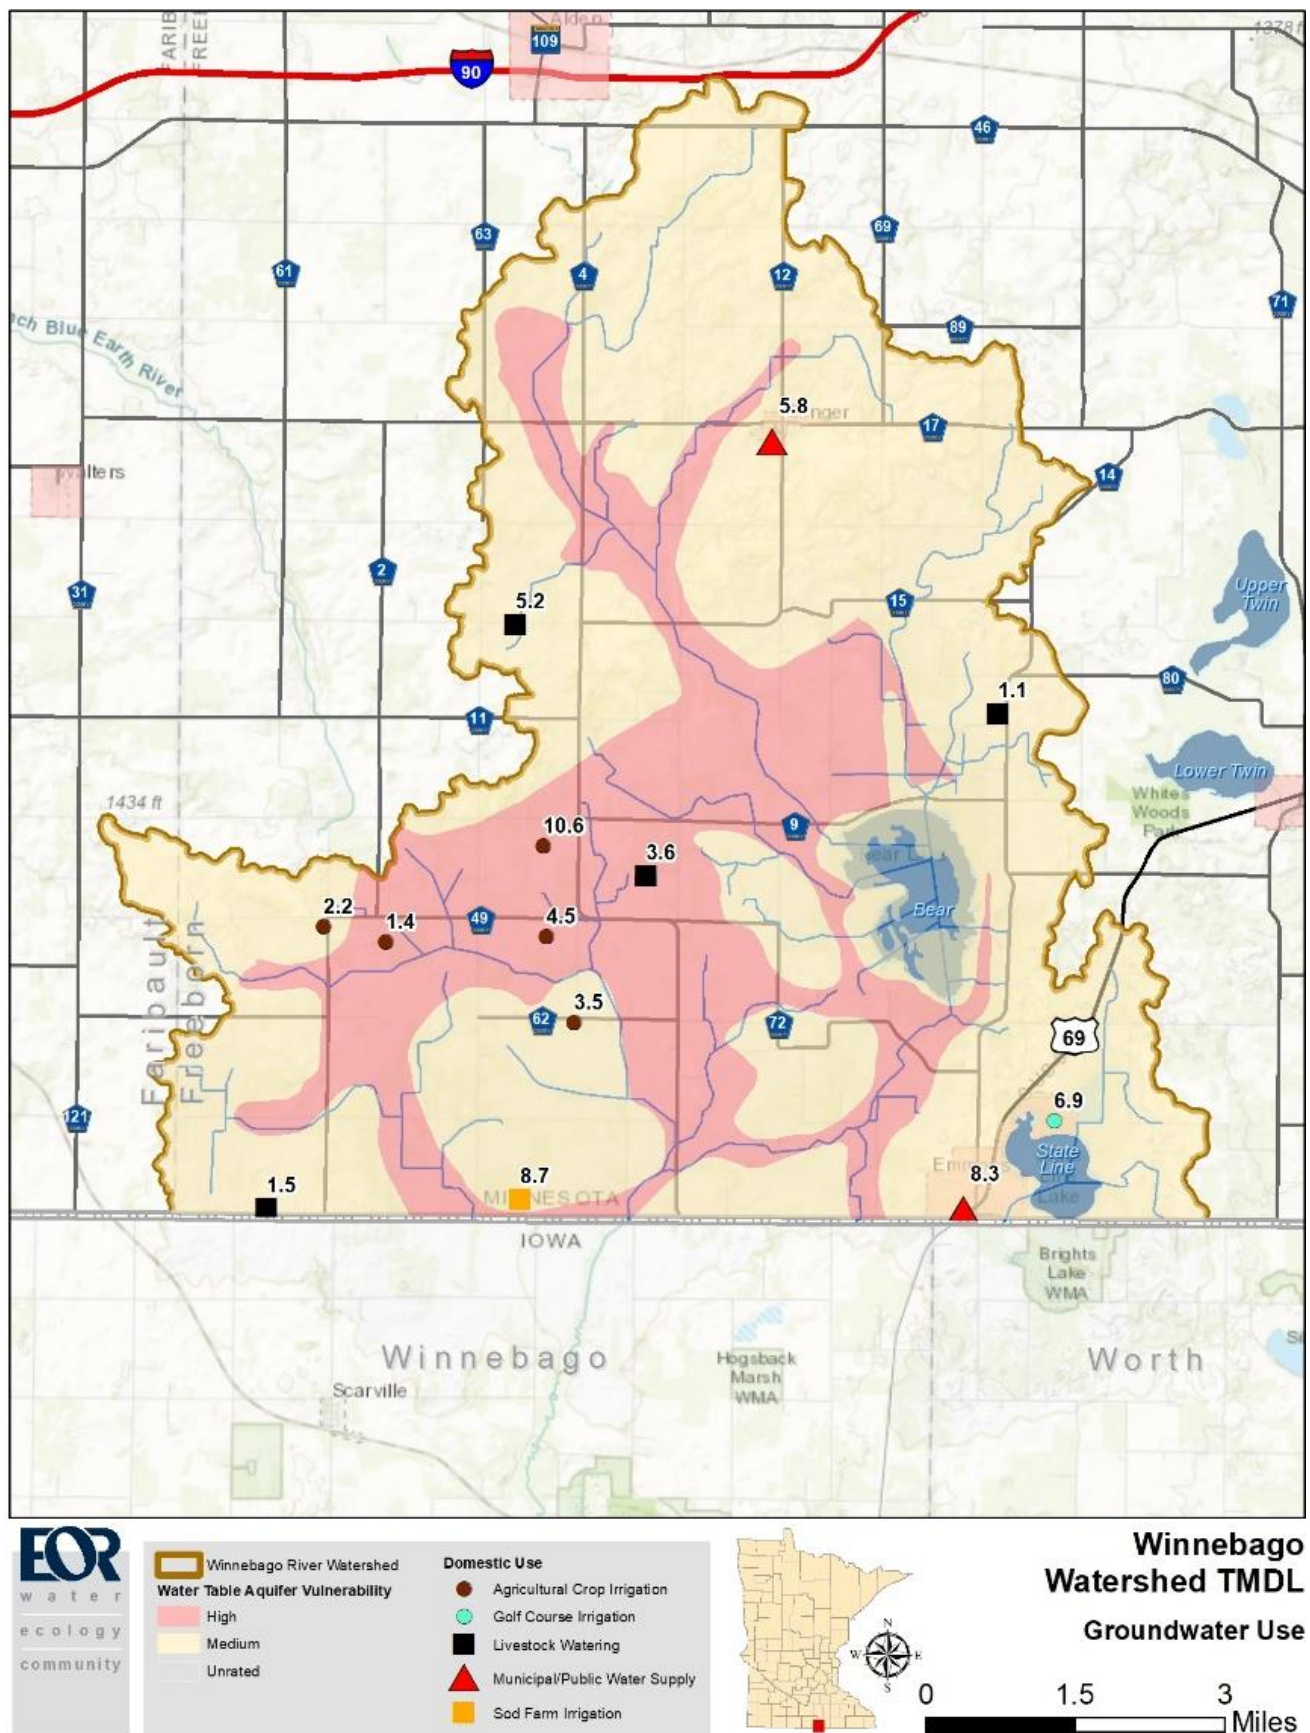 Alden
1378 f
109
90
46
69
63
61
4
12
71
89
nch Blue Earth River
5.8
nger
17
14
Walters
2
31
5.2
15
Upper
Twin
80
1.1
11
Lower Twin
Whites
Woods
Park
1434 ft
10.6
9
3.6
Bear L
2.2
1.4
49
4.5
Bear
Faribault
Freeborn
3.5
62
72
69
121
6.9
State
Line
Lake
8.3
1.5
8.7
MINNESOTA
IOWA
Brights
Lake
WMA
Winnebago
Hogsback
Marsh
WMA
Worth
Scarville
EOR
water
ecology
community
Winnebago River Watershed
Water Table Aquifer Vulnerability
High
Medium
Unrated
Domestic Use
Agricultural Crop Irrigation
Golf Course Irrigation
Livestock Watering
Municipal/Public Water Supply
Sod Farm Irrigation
N
W E
S
Winnebago
Watershed TMDL
Groundwater Use
0 1.5 3
Miles